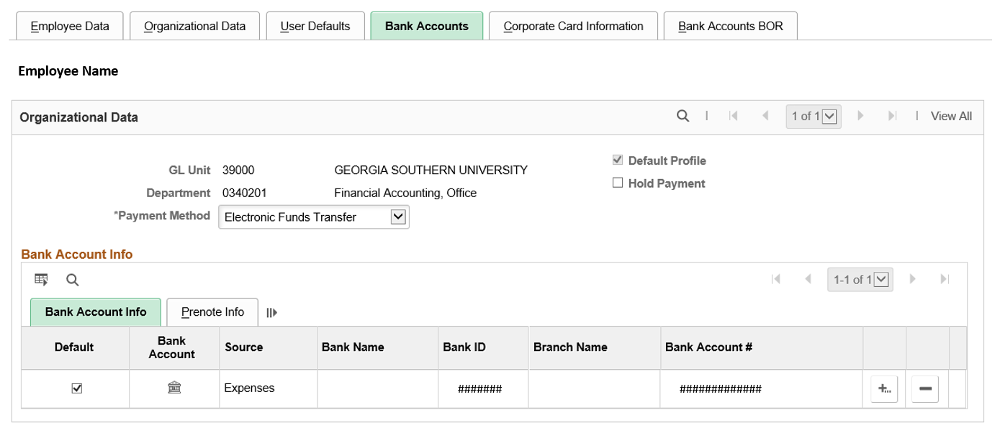 Employee Data Organizational Data User Defaults Bank Accounts Corporate Card Information Bank Accounts BOR
Employee Name
Organizational Data 1 of 1 View All
GL Unit 39000 GEORGIA SOUTHERN UNIVERSITY Default Profile
Department 0340201 Financial Accounting, Office Hold Payment
*Payment Method Electronic Funds Transfer
Bank Account Info
1-1 of 1
Bank Account Info Prenote Info
Default Bank Account Source Bank Name Bank ID Branch Name Bank Account #
Expenses ####### #############